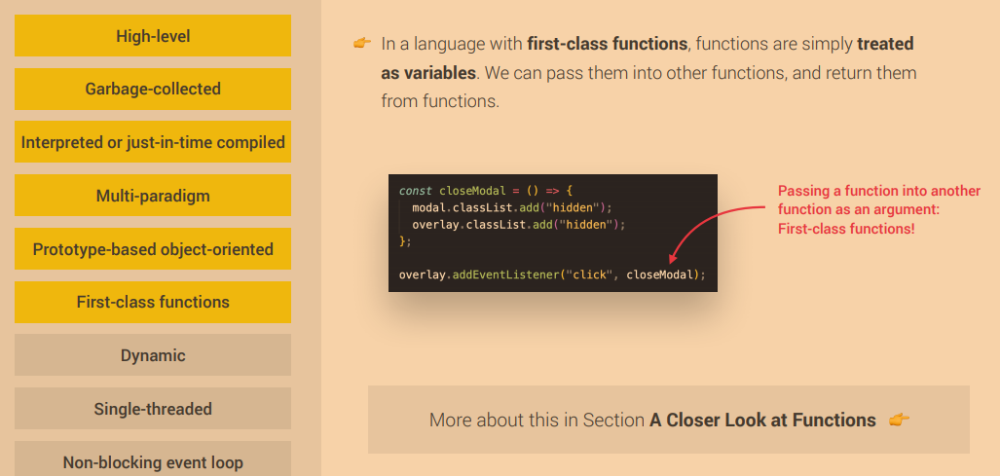 High-level
Garbage-collected
Interpreted or just-in-time compiled
Multi-paradigm
Prototype-based object-oriented
First-class functions
Dynamic
Single-threaded
Non-blocking event loop
In a language with first-class functions, functions are simply treated
as variables. We can pass them into other functions, and return them
from functions.
const closeModal = () => {
  modal.classList.add("hidden");
  overlay.classList.add("hidden");
};
overlay.addEventListener("click", closeModal);
Passing a function into another
function as an argument:
First-class functions!
More about this in Section A Closer Look at Functions